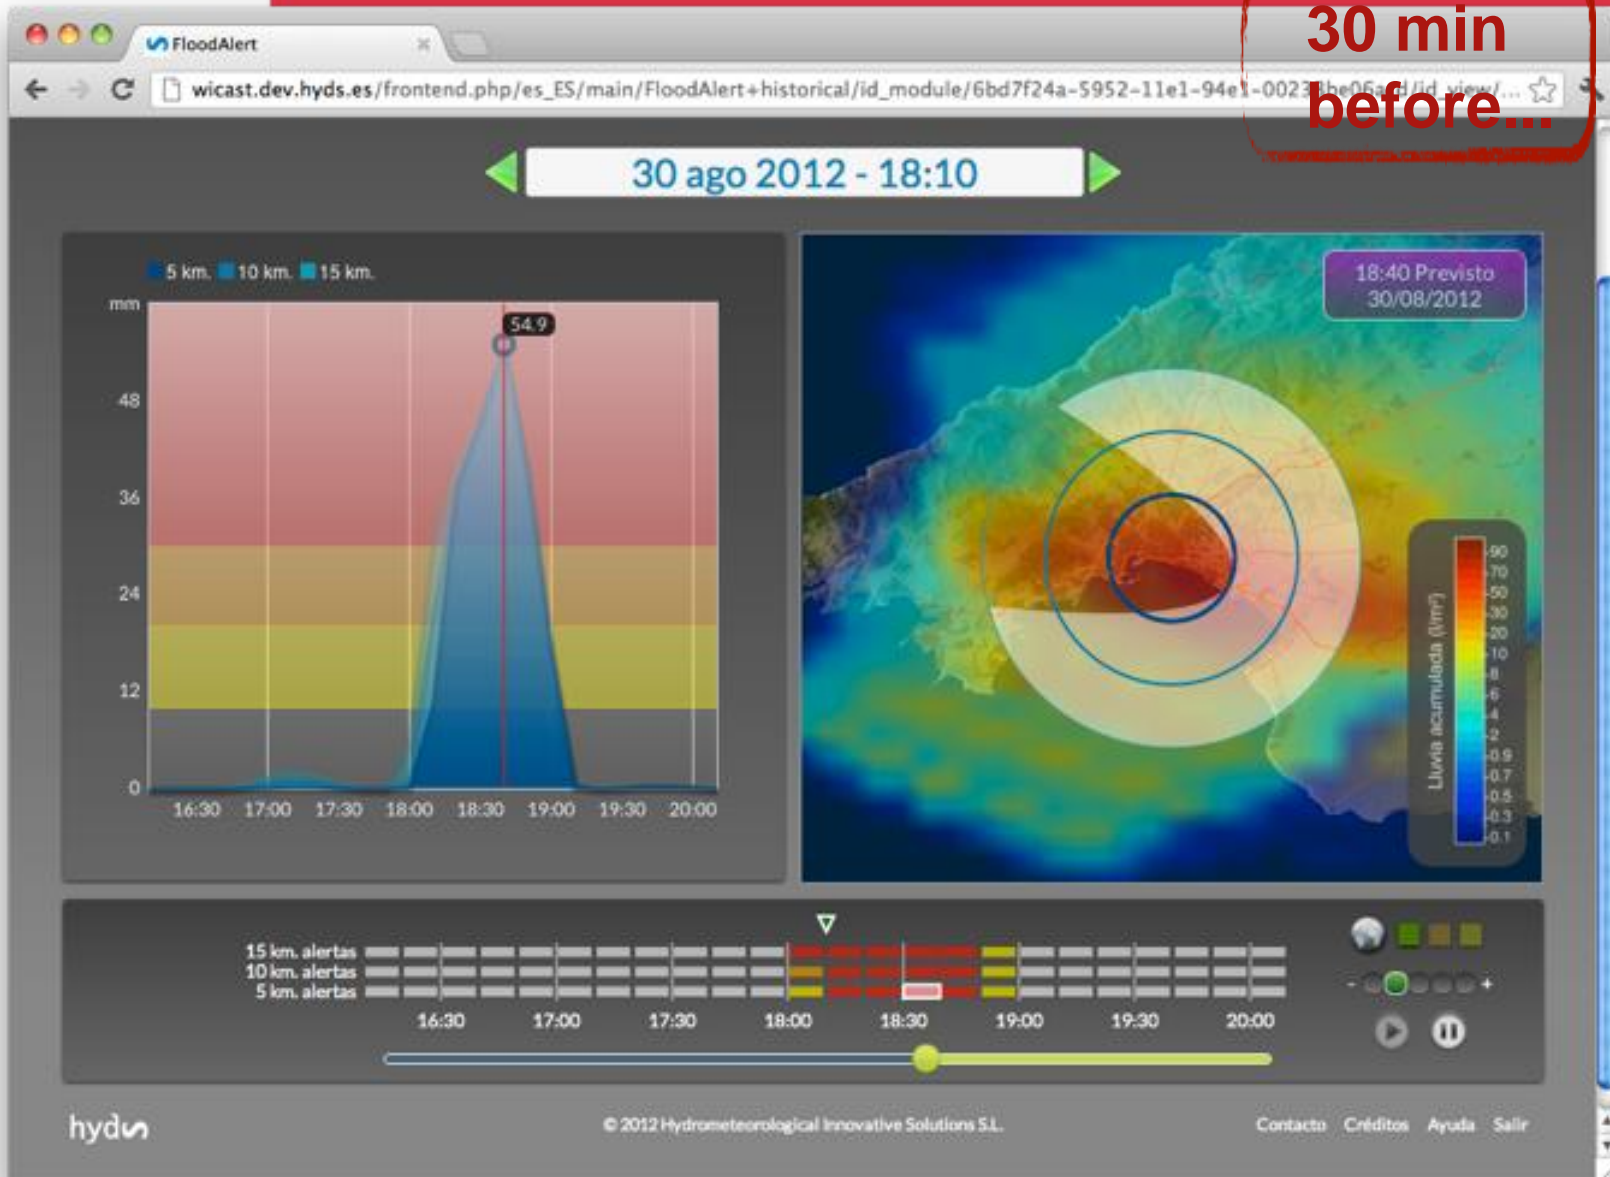 30 min
before...
FloodAlert
wicast.dev.hyds.es/frontend.php/es_ES/main/FloodAlert+historical/id_module/6bd7f24a-5952-11e1-94e1-0023
30 ago 2012 - 18:10
5 km. 10 km. 15 km.
mm
54.9
48
36
24
12
0
16:30 17:00 17:30 18:00 18:30 19:00 19:30 20:00
18:40 Previsto
30/08/2012
Lluvia acumulada (l/m²)
90
70
50
30
20
10
8
6
4
2
0.9
0.7
0.5
0.3
0.1
15 km. alertas
10 km. alertas
5 km. alertas
16:30 17:00 17:30 18:00 18:30 19:00 19:30 20:00
- +
hyds
© 2012 Hydrometeorological Innovative Solutions S.L.
Contacto Créditos Ayuda Salir